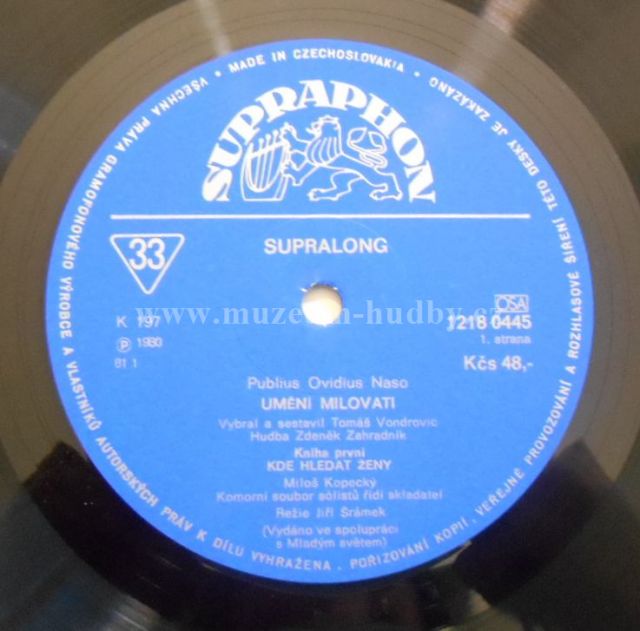 VŠECHNA PRÁVA GRAMOFONOVÉHO VÝROBCE A VLASTNÍKŮ AUTORSKÝCH PRÁV K DÍLU VYHRAŽENA. POŘIZOVÁNÍ KOPIÍ, VEŘEJNÉ PROVOZOVÁNÍ A ROZHLASOVÉ ŠÍŘENÍ TÉTO DESKY JE ZAKÁZÁNO • MADE IN CZECHOSLOVAKIA •
SUPRAPHON
33
SUPRALONG
www.muzeum-hudby.cz
K 197
OSA
1218 0445
℗ 1980
1. strana
81 1
Kčs 48,-
Publius Ovidius Naso
UMĚNÍ MILOVATI
Vybral a sestavil Tomáš Vondrovic
Hudba Zdeněk Zahradník
Kniha první
KDE HLEDAT ŽENY
Miloš Kopecký
Komorní soubor sólistů řídí skladatel
Režie Jiří Šrámek
(Vydáno ve spolupráci
s Mladým světem)